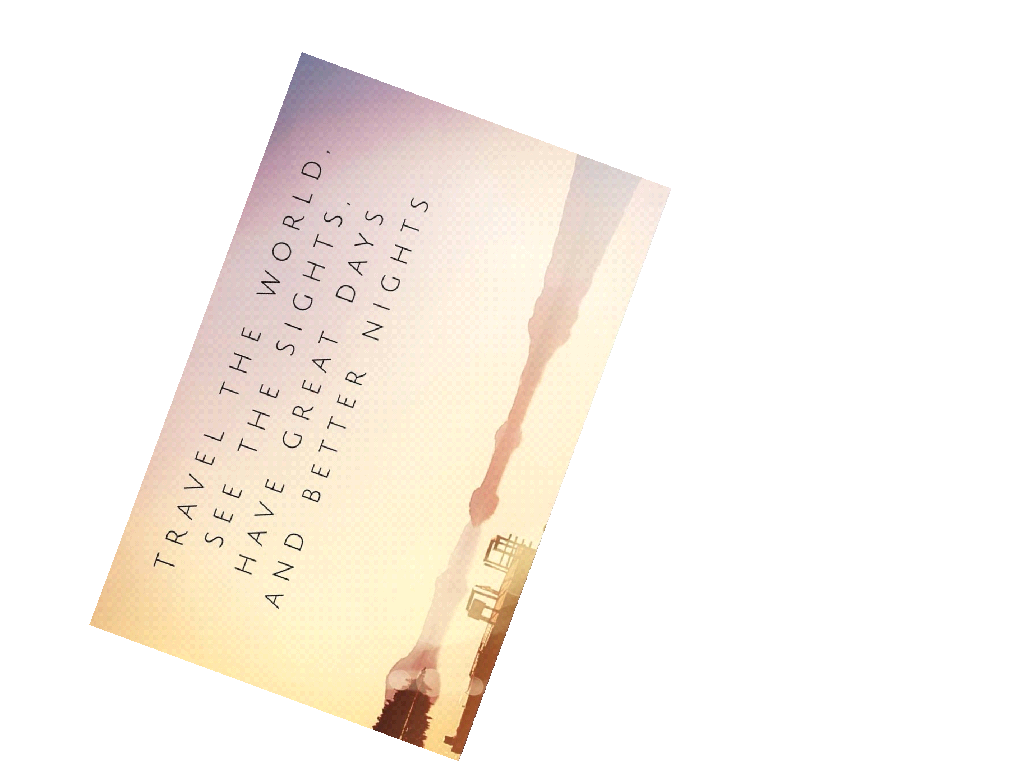 TRAVEL THE WORLD,
SEE THE SIGHTS,
HAVE GREAT DAYS
AND BETTER NIGHTS